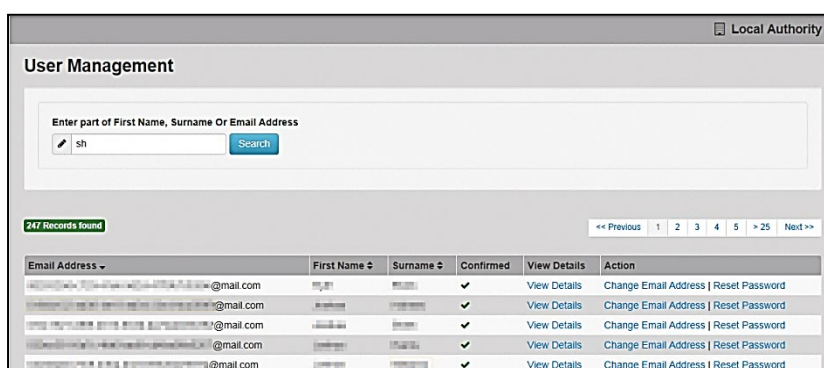 Local Authority
User Management
Enter part of First Name, Surname Or Email Address
sh Search
247 Records found << Previous 1 2 3 4 5 > 25 Next >>
Email Address First Name Surname Confirmed View Details Action
@mail.com View Details Change Email Address | Reset Password
@mail.com View Details Change Email Address | Reset Password
@mail.com View Details Change Email Address | Reset Password
@mail.com View Details Change Email Address | Reset Password
@mail.com View Details Change Email Address | Reset Password